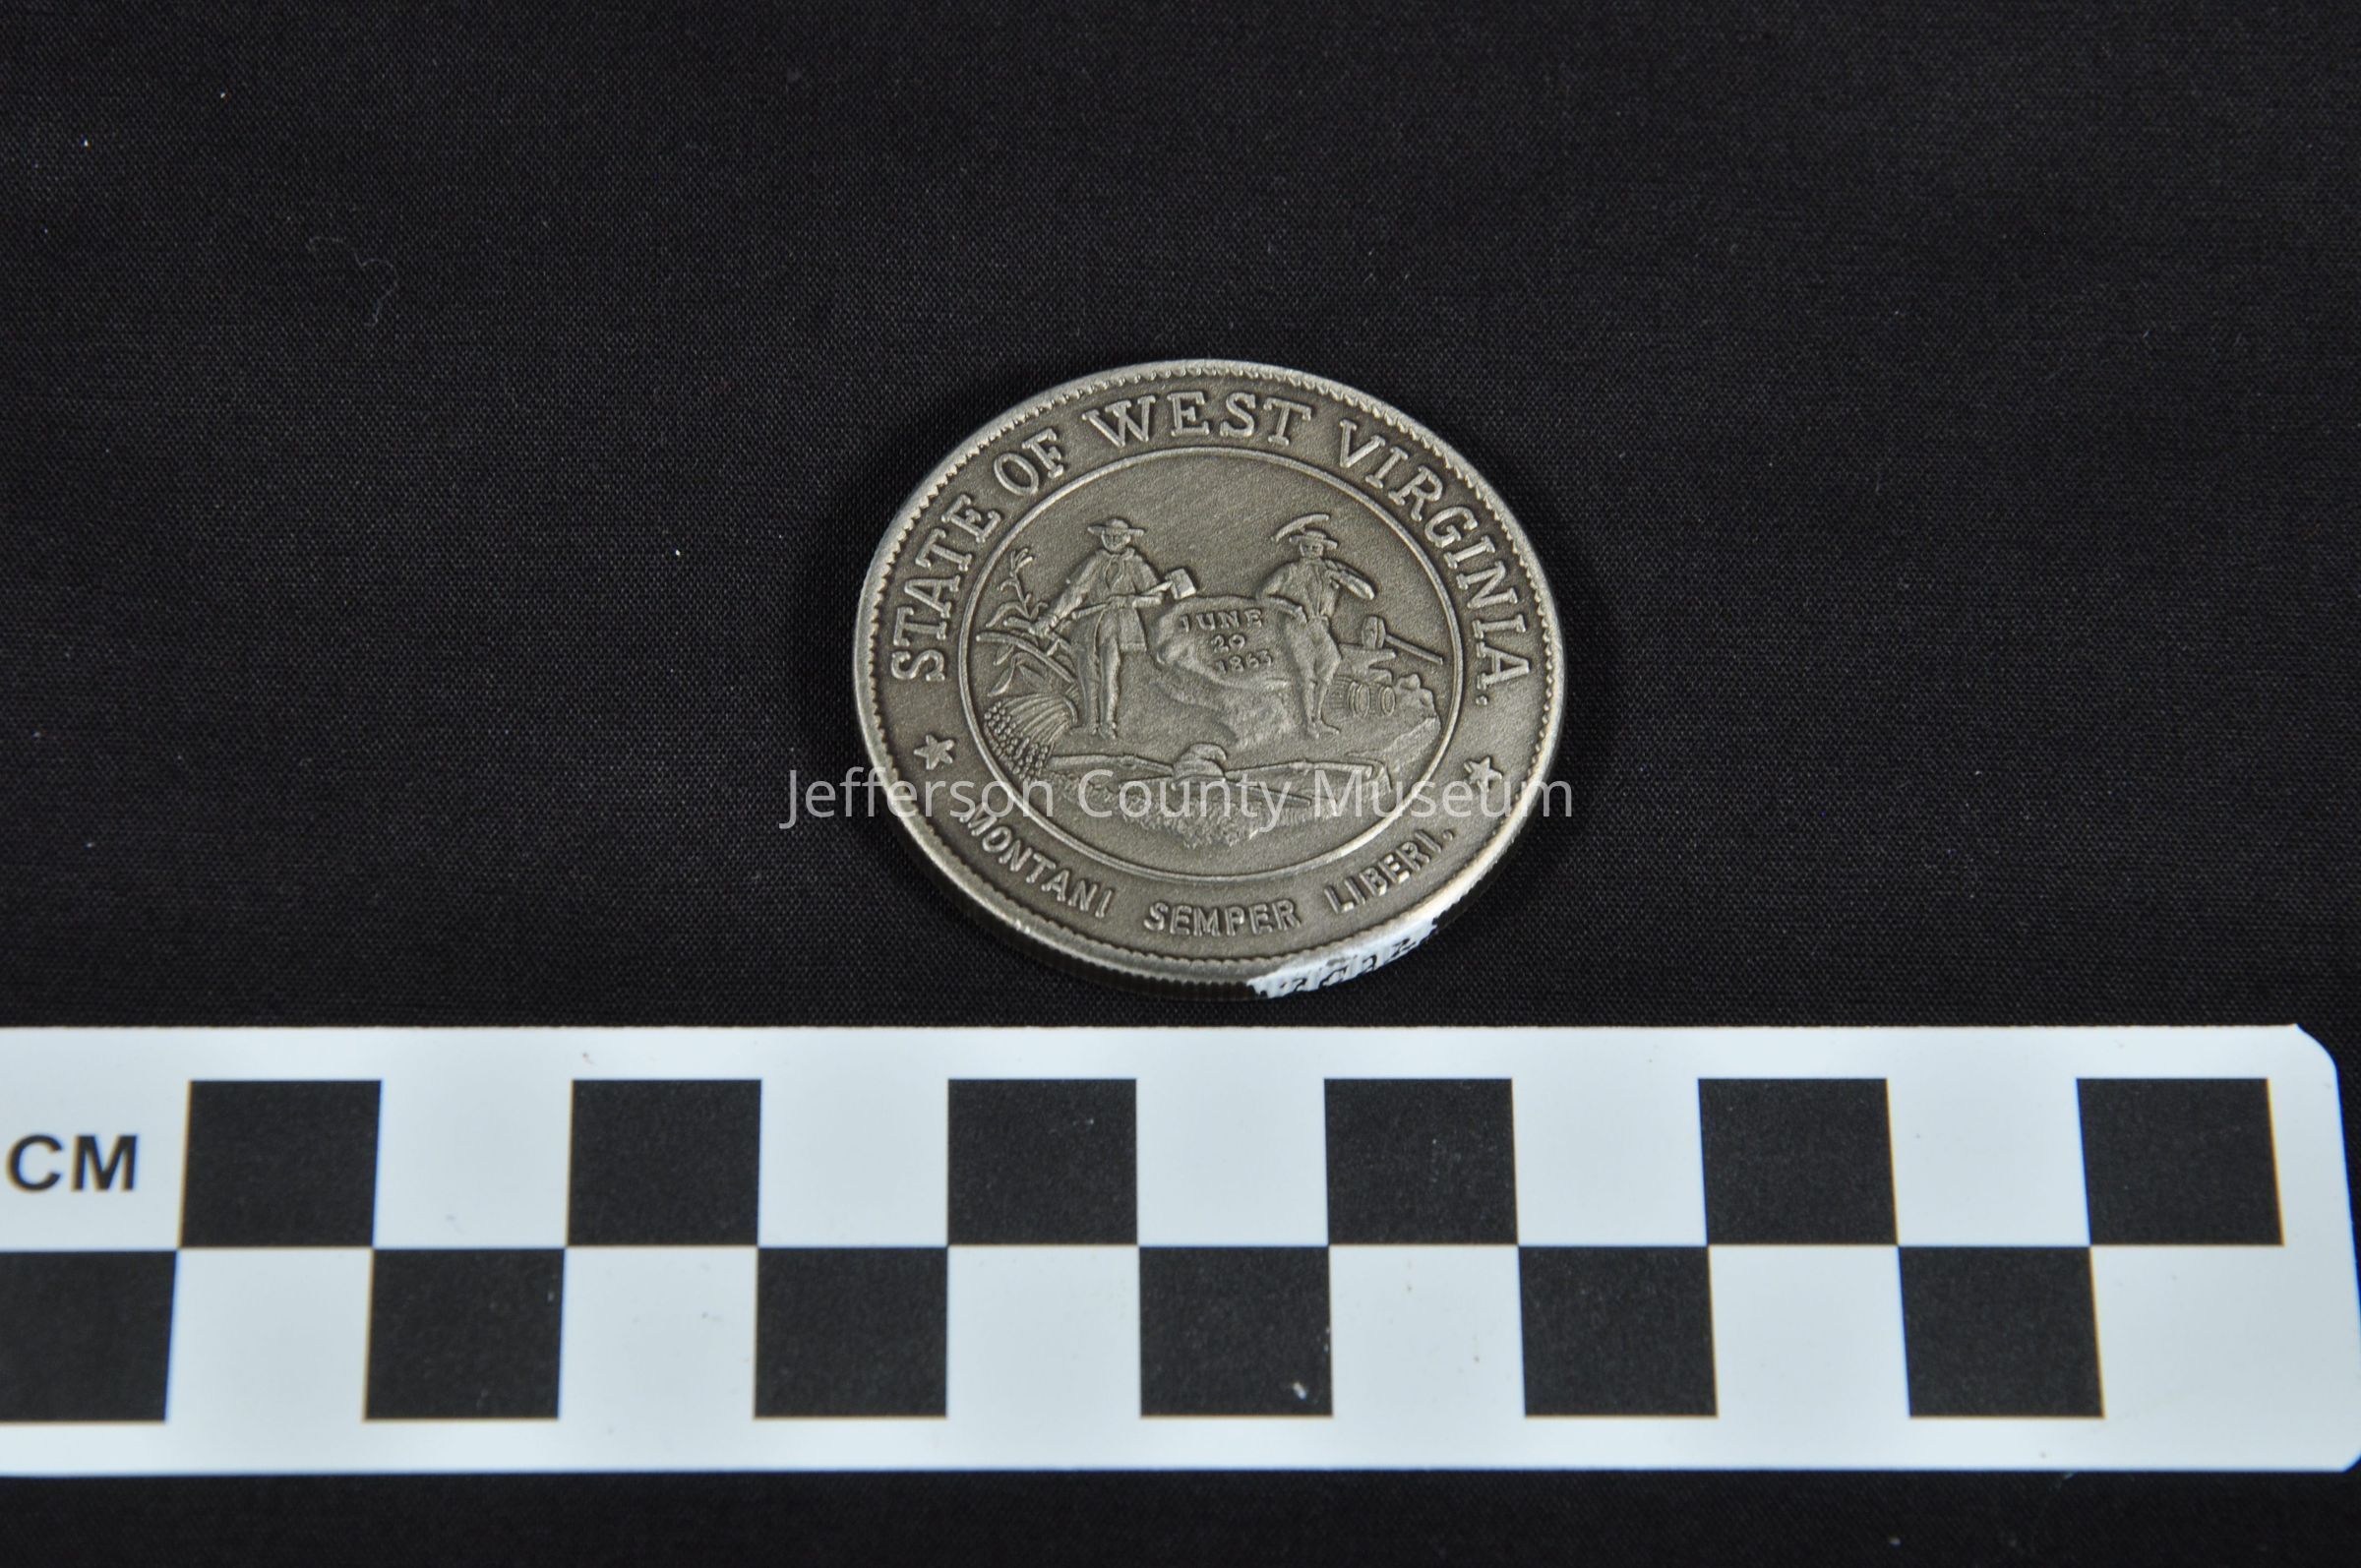 STATE OF WEST VIRGINIA.
JUNE
20
1863
Jefferson County Museum
MONTANI SEMPER LIBERI.
CM